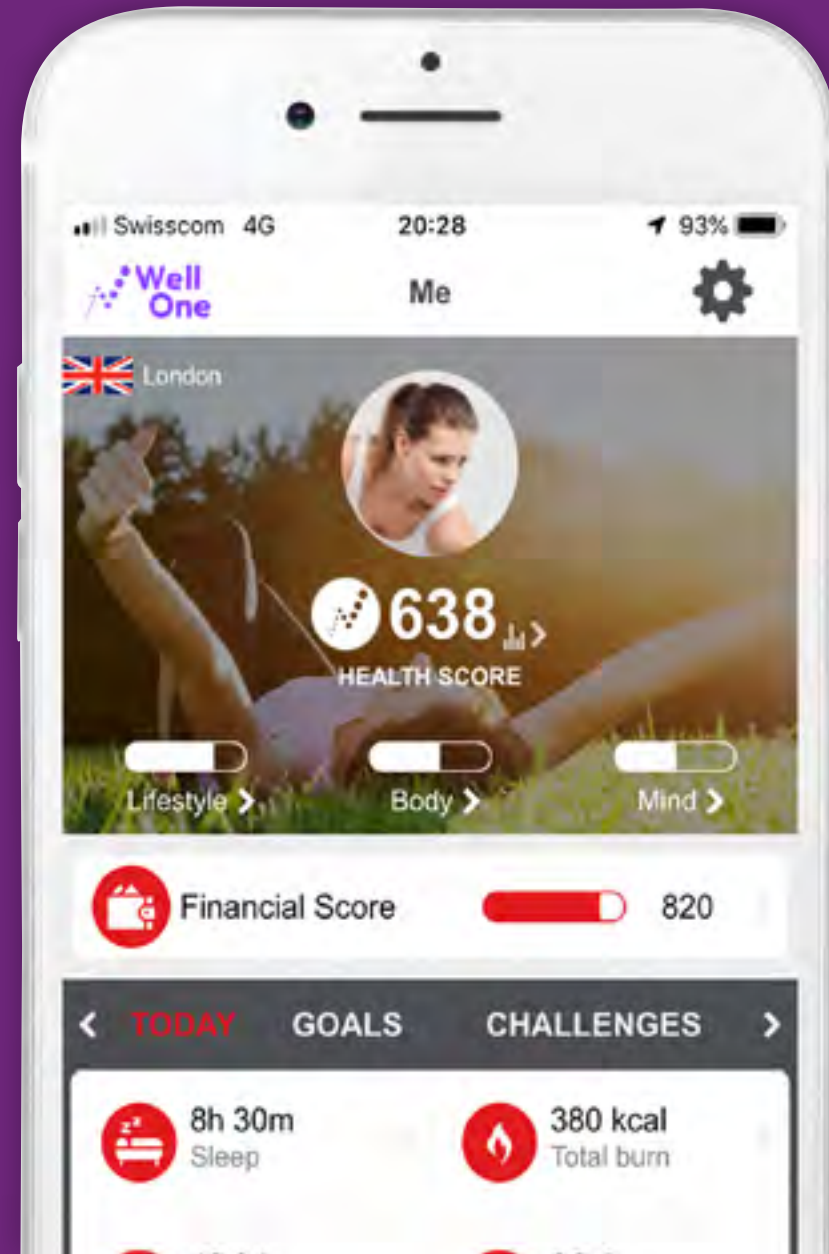 Swisscom 4G 20:28 93%
Well
One
Me
London
638
HEALTH SCORE
Lifestyle Body Mind
Financial Score 820
TODAY GOALS CHALLENGES
8h 30m 380 kcal
Sleep Total burn